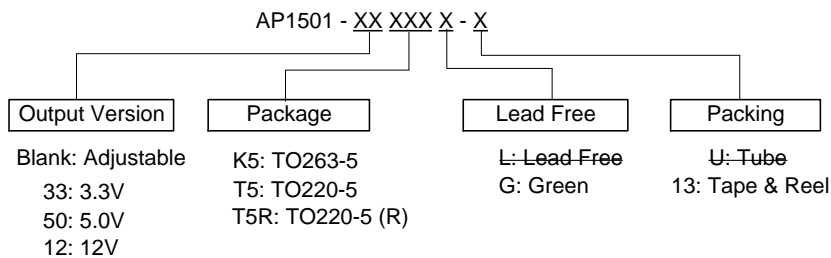 AP1501 - XX XXX X - X
Output Version
Package
Lead Free
Packing
Blank: Adjustable
33: 3.3V
50: 5.0V
12: 12V
K5: TO263-5
T5: TO220-5
T5R: TO220-5 (R)
L: Lead Free
G: Green
U: Tube
13: Tape & Reel